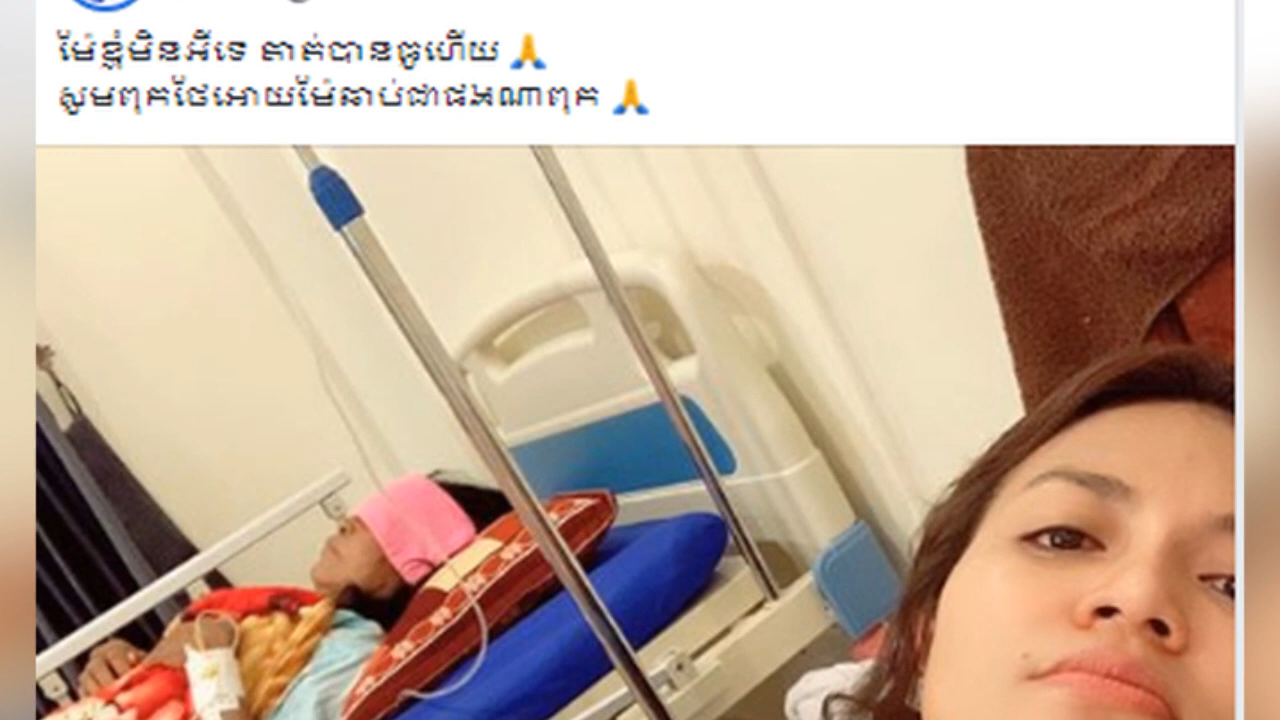 ម៉ែខ្ញុំមិនអីទេ គាត់បានធូហើយ 🙏
សូមពុកថែអោយម៉ែឆាប់ជាផងណាពុក 🙏